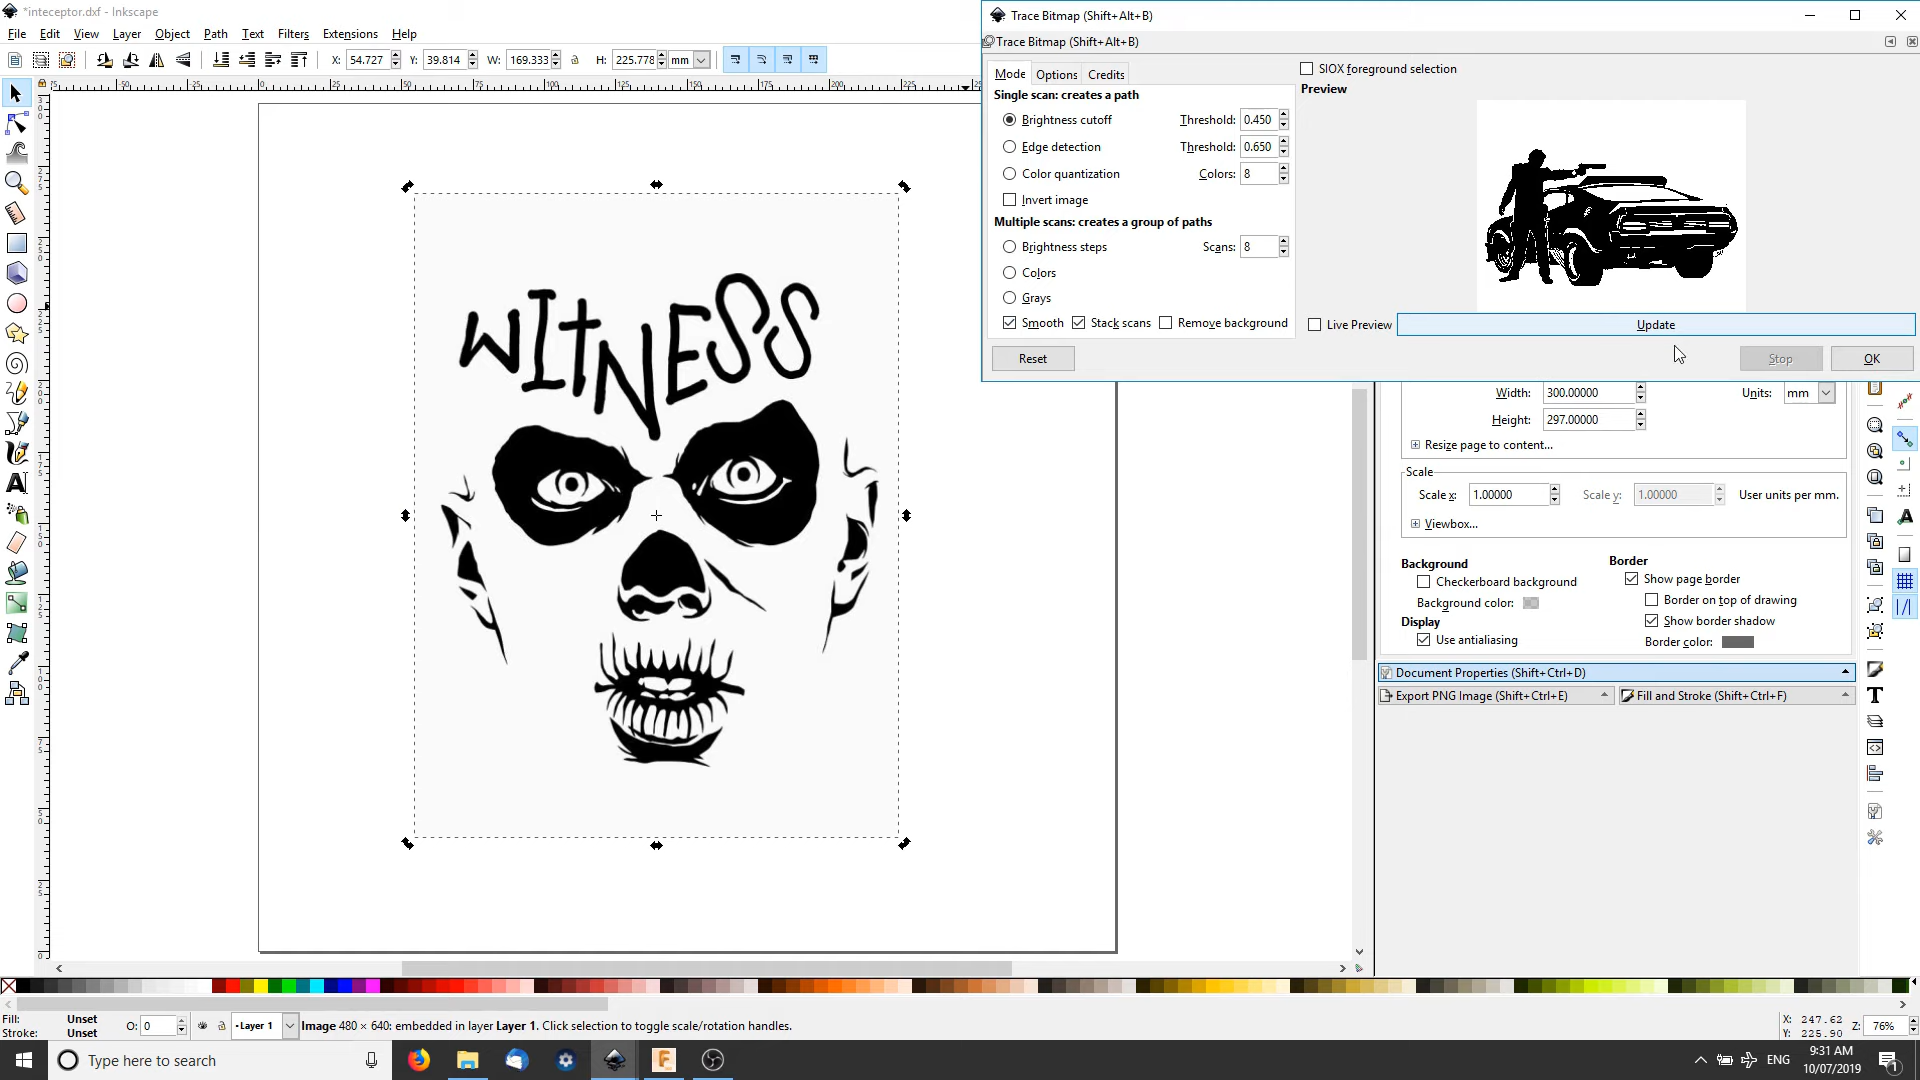 *inteceptor.dxf - Inkscape
File Edit View Layer Object Path Text Filters Extensions Help
X: 54.727 Y: 39.814 W: 169.333 H: 225.778 mm
Trace Bitmap (Shift+Alt+B)
Trace Bitmap (Shift+Alt+B)
Mode Options Credits
Single scan: creates a path
Brightness cutoff Threshold: 0.450
Edge detection Threshold: 0.650
Color quantization Colors: 8
Invert image
Multiple scans: creates a group of paths
Brightness steps Scans: 8
Colors
Grays
Smooth Stack scans Remove background
Reset
SIOX foreground selection
Preview
Live Preview Update
Stop OK
WITNESS
Width: 300.00000 Units: mm
Height: 297.00000
Resize page to content...
Scale
Scale x: 1.00000 Scale y: 1.00000 User units per mm.
Viewbox...
Background
Checkerboard background
Background color:
Display
Use antialiasing
Border
Show page border
Border on top of drawing
Show border shadow
Border color:
Document Properties (Shift+Ctrl+D)
Export PNG Image (Shift+Ctrl+E) Fill and Stroke (Shift+Ctrl+F)
Fill: Unset
Stroke: Unset
O: 0
Layer 1
Image 480 × 640: embedded in layer Layer 1. Click selection to toggle scale/rotation handles.
X: 247.62
Y: 225.90
Z: 76%
Type here to search
ENG
9:31 AM
10/07/2019
1